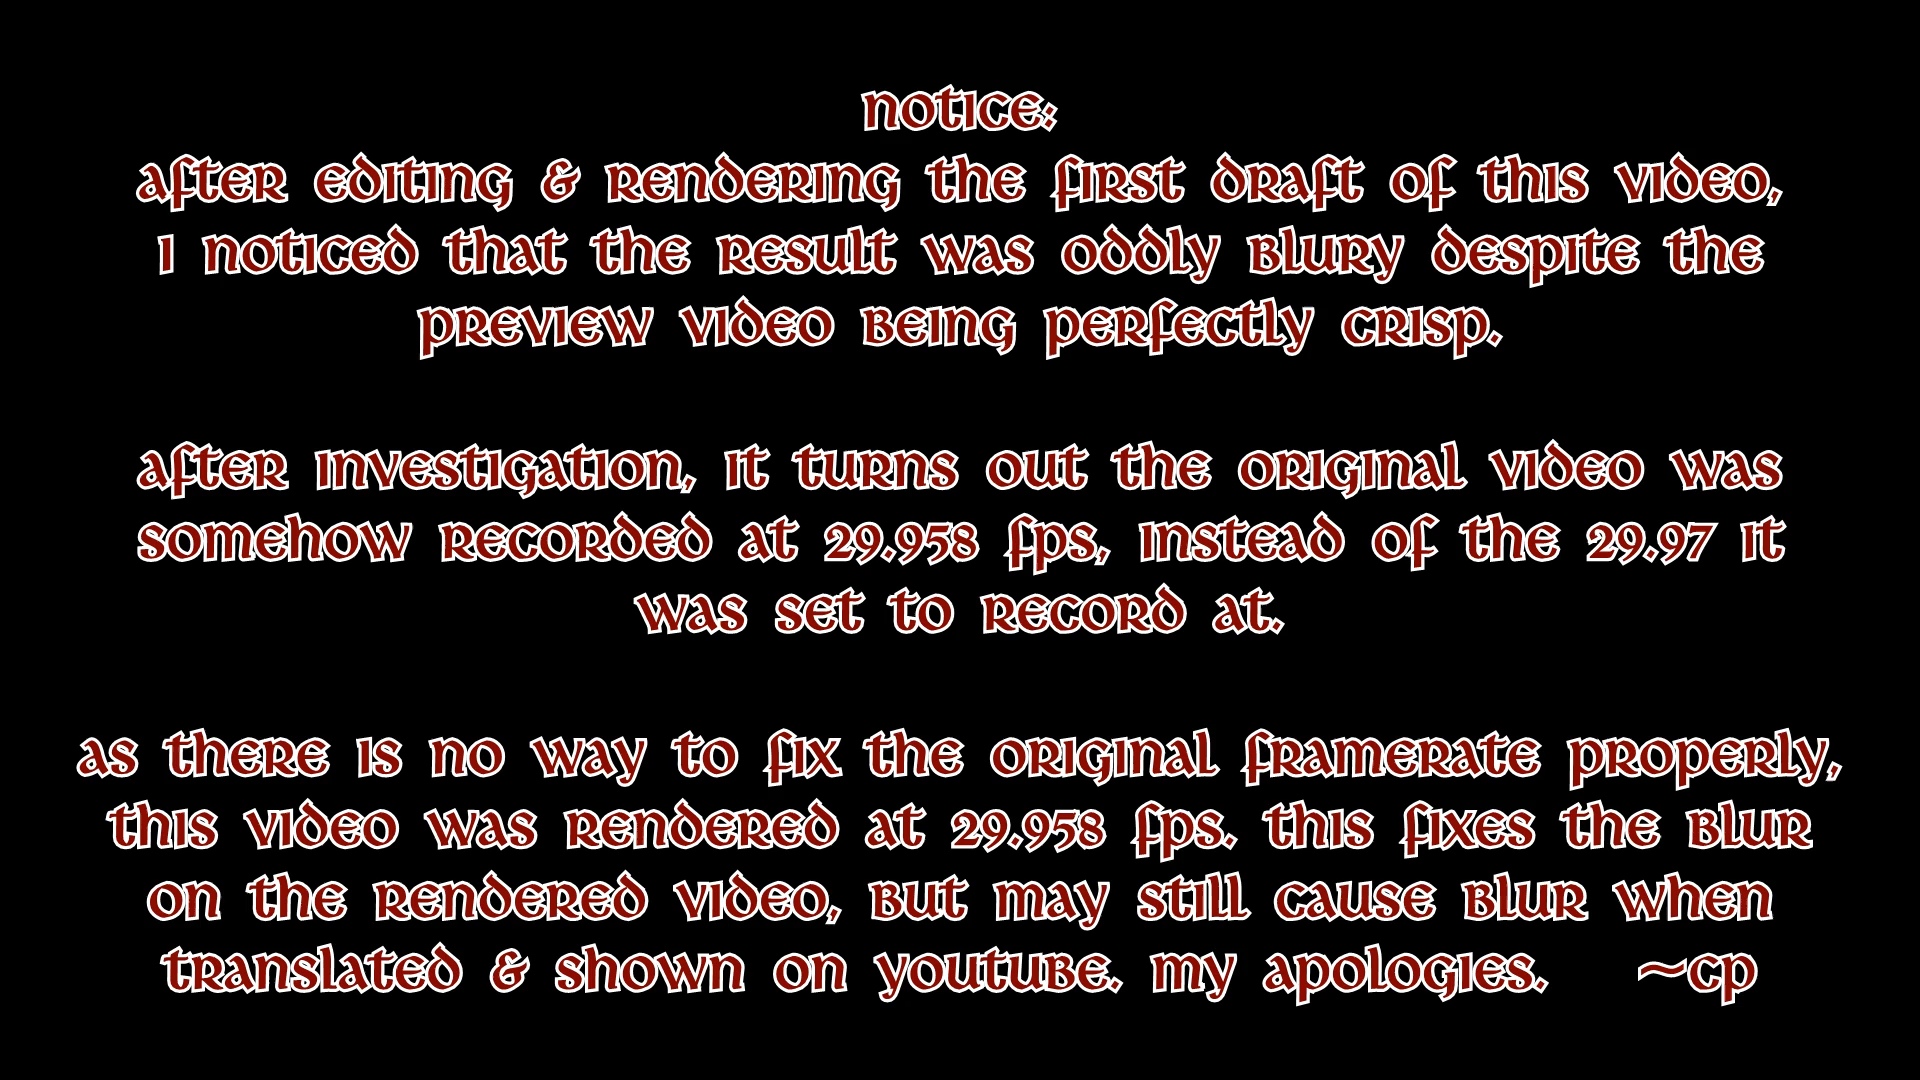 notice:
after editing & rendering the first draft of this video,
i noticed that the result was oddly blury despite the
preview video being perfectly crisp.
after investigation, it turns out the original video was
somehow recorded at 29.958 fps, instead of the 29.97 it
was set to record at.
as there is no way to fix the original framerate properly,
this video was rendered at 29.958 fps. this fixes the blur
on the rendered video, but may still cause blur when
translated & shown on youtube. my apologies. ~cp